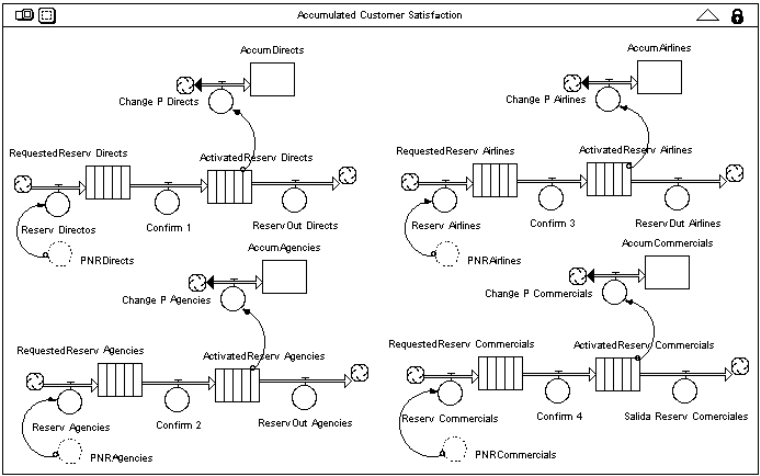 Accumulated Customer Satisfaction
AccumDirects
Change P Directs
RequestedReserv Directs
ActivatedReserv Directs
Reserv Directos
Confirm 1
ReservOut Directs
PNRDirects
AccumAirlines
Change P Airlines
RequestedReserv Airlines
ActivatedReserv Airlines
Reserv Airlines
Confirm 3
ReservOut Airlines
PNRAirlines
AccumAgencies
Change P Agencies
RequestedReserv Agencies
ActivatedReserv Agencies
Reserv Agencies
Confirm 2
ReservOut Agencies
PNRAgencies
AccumCommercials
Change P Commercials
RequestedReserv Commercials
ActivatedReserv Commercials
Reserv Commercials
Confirm 4
Salida Reserv Comerciales
PNRCommercials